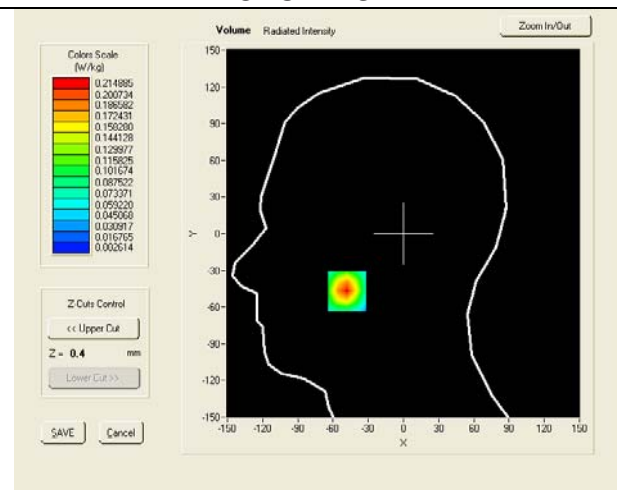 Volume Radiated Intensity
Zoom In/Out
Colors Scale
(W/kg)
0.214885
0.200734
0.186582
0.172431
0.158280
0.144128
0.129977
0.115825
0.101674
0.087522
0.073371
0.059220
0.045068
0.030917
0.016765
0.002614
Z-Cuts Control
<< Upper Cut
Z = 0.4 mm
Lower Cut >>
SAVE Cancel
150
120
90
60
30
0
-30
-60
-90
-120
-150
Y
-150 -120 -90 -60 -30 0 30 60 90 120 150
X